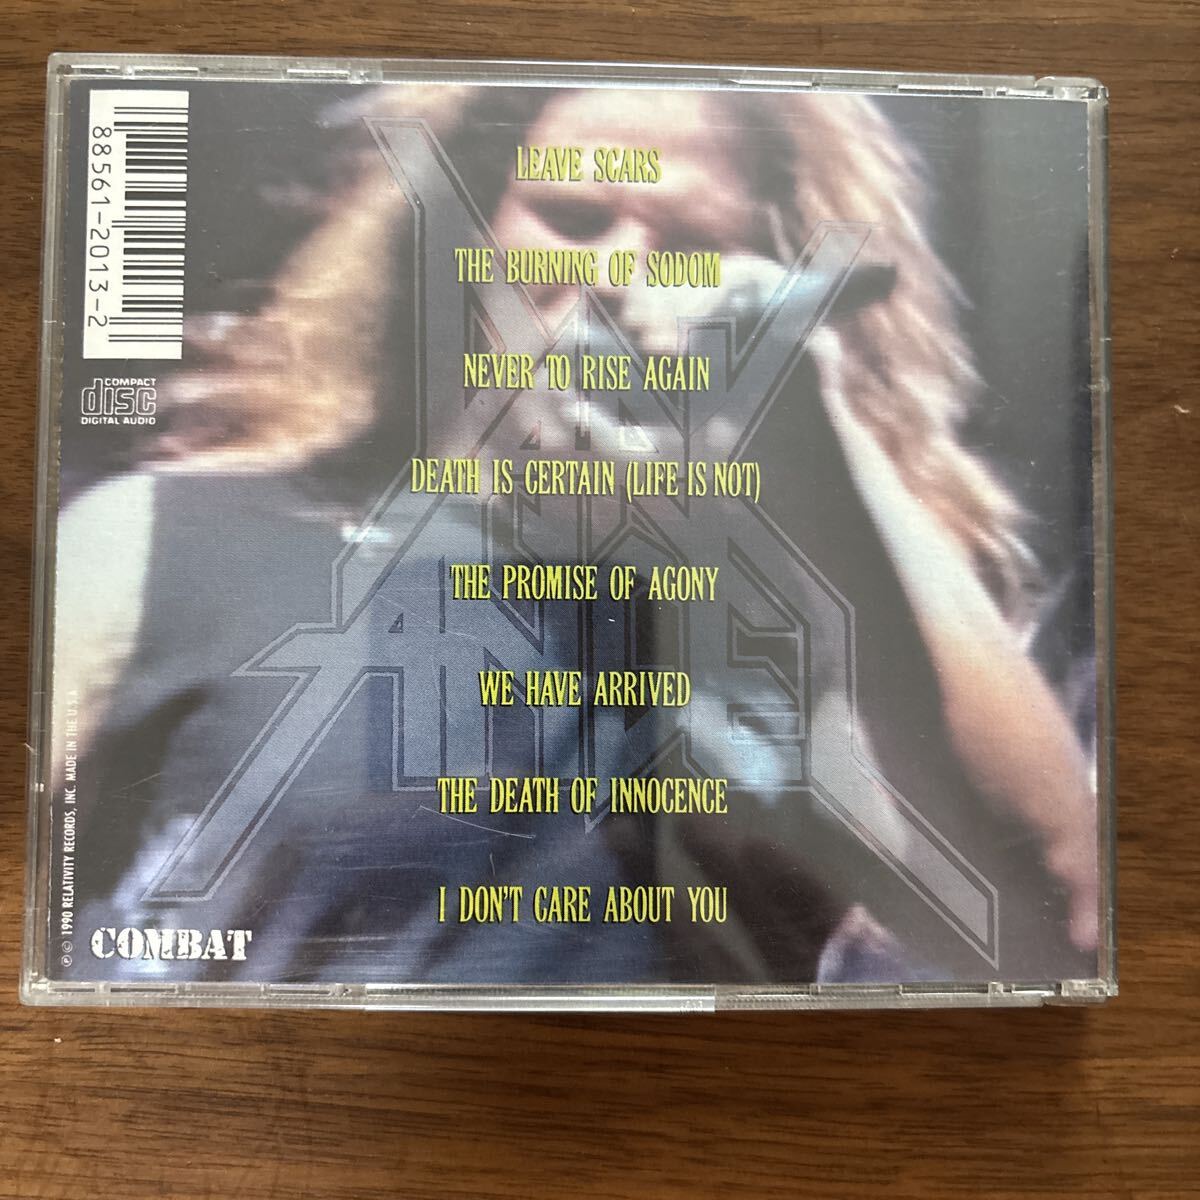 88561-2013-2
COMPACT
disc
DIGITAL AUDIO
LEAVE SCARS
THE BURNING OF SODOM
NEVER TO RISE AGAIN
DEATH IS CERTAIN (LIFE IS NOT)
THE PROMISE OF AGONY
WE HAVE ARRIVED
THE DEATH OF INNOCENCE
I DON'T CARE ABOUT YOU
DARK
ANGEL
℗ © 1990 RELATIVITY RECORDS, INC. MADE IN THE U.S.A.
COMBAT